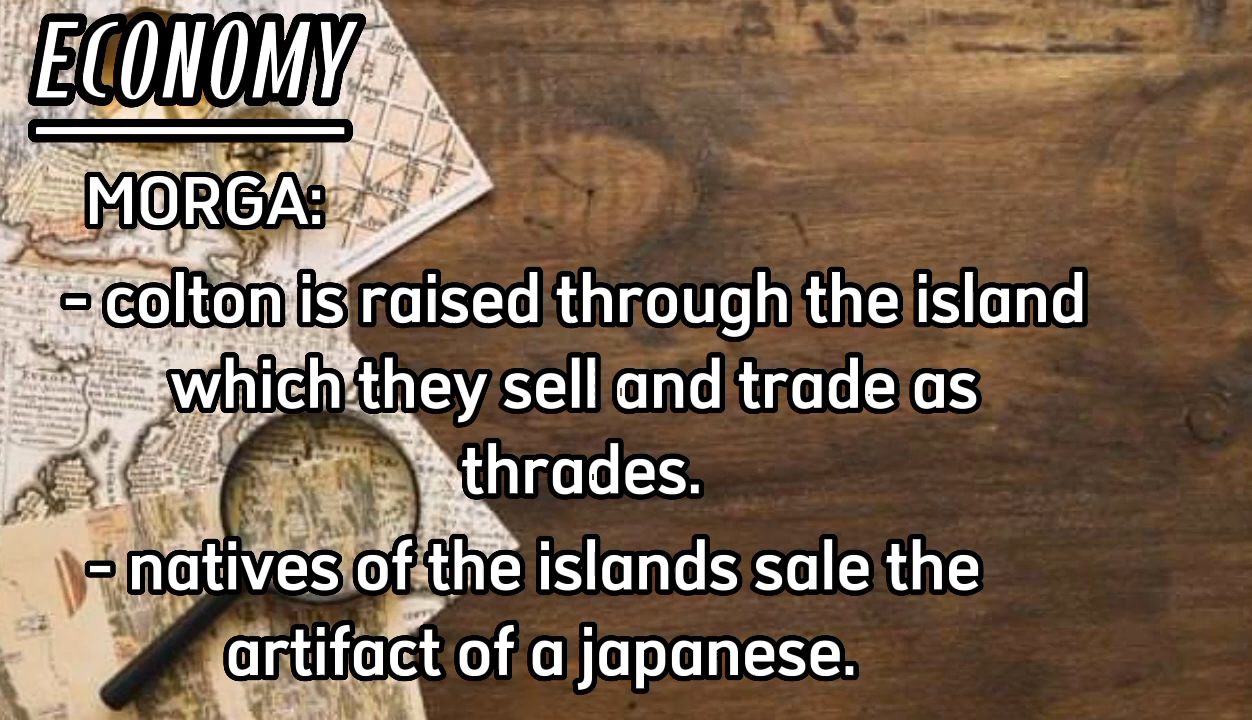 ECONOMY
MORGA:
- colton is raised through the island
which they sell and trade as
thrades.
- natives of the islands sale the
artifact of a japanese.